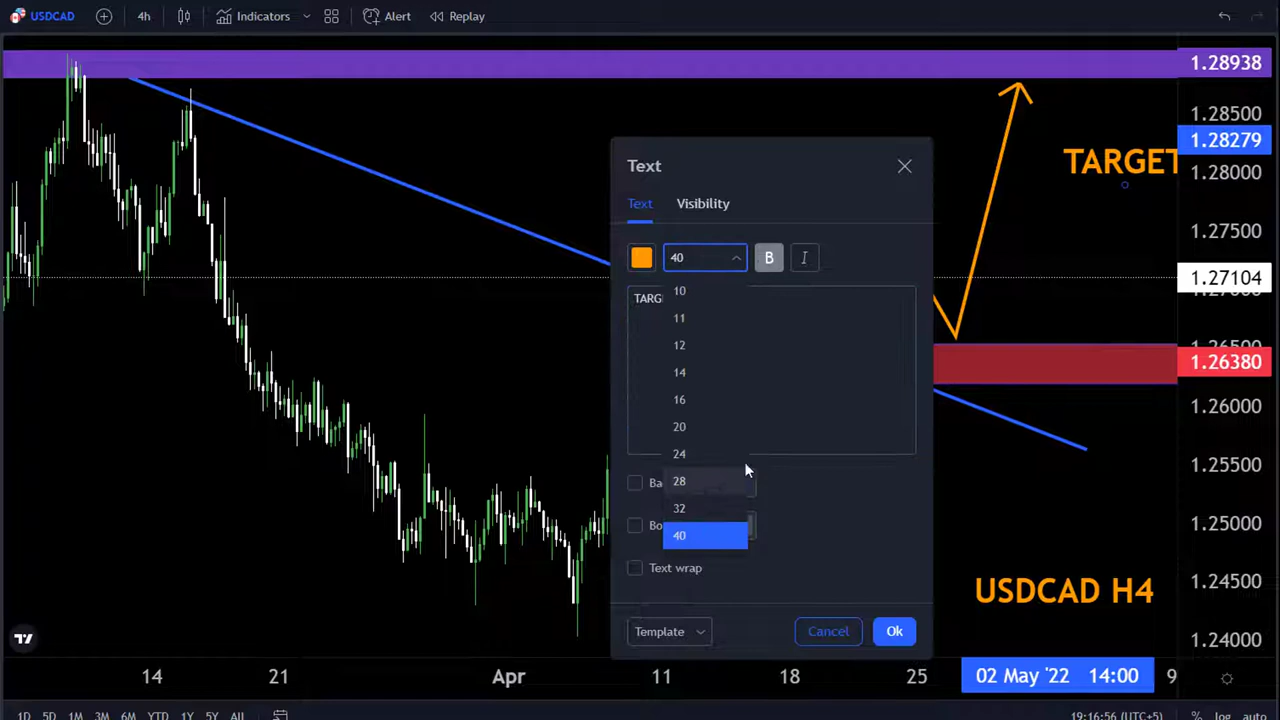 USDCAD 4h Indicators Alert Replay
1.28938
1.28500
1.28279
1.28000
1.27500
1.27104
1.26380
1.26000
1.25500
1.25000
1.24500
1.24000
TARGET
Text
Text Visibility
40 B I
10
11
12
14
16
20
24
28
32
40
Text wrap
Template Cancel Ok
USDCAD H4
14 21 Apr 11 18 25 02 May '22 14:00 9
1D 5D 1M 3M 6M YTD 1Y 5Y All 19:16:56 (UTC+5) % log auto